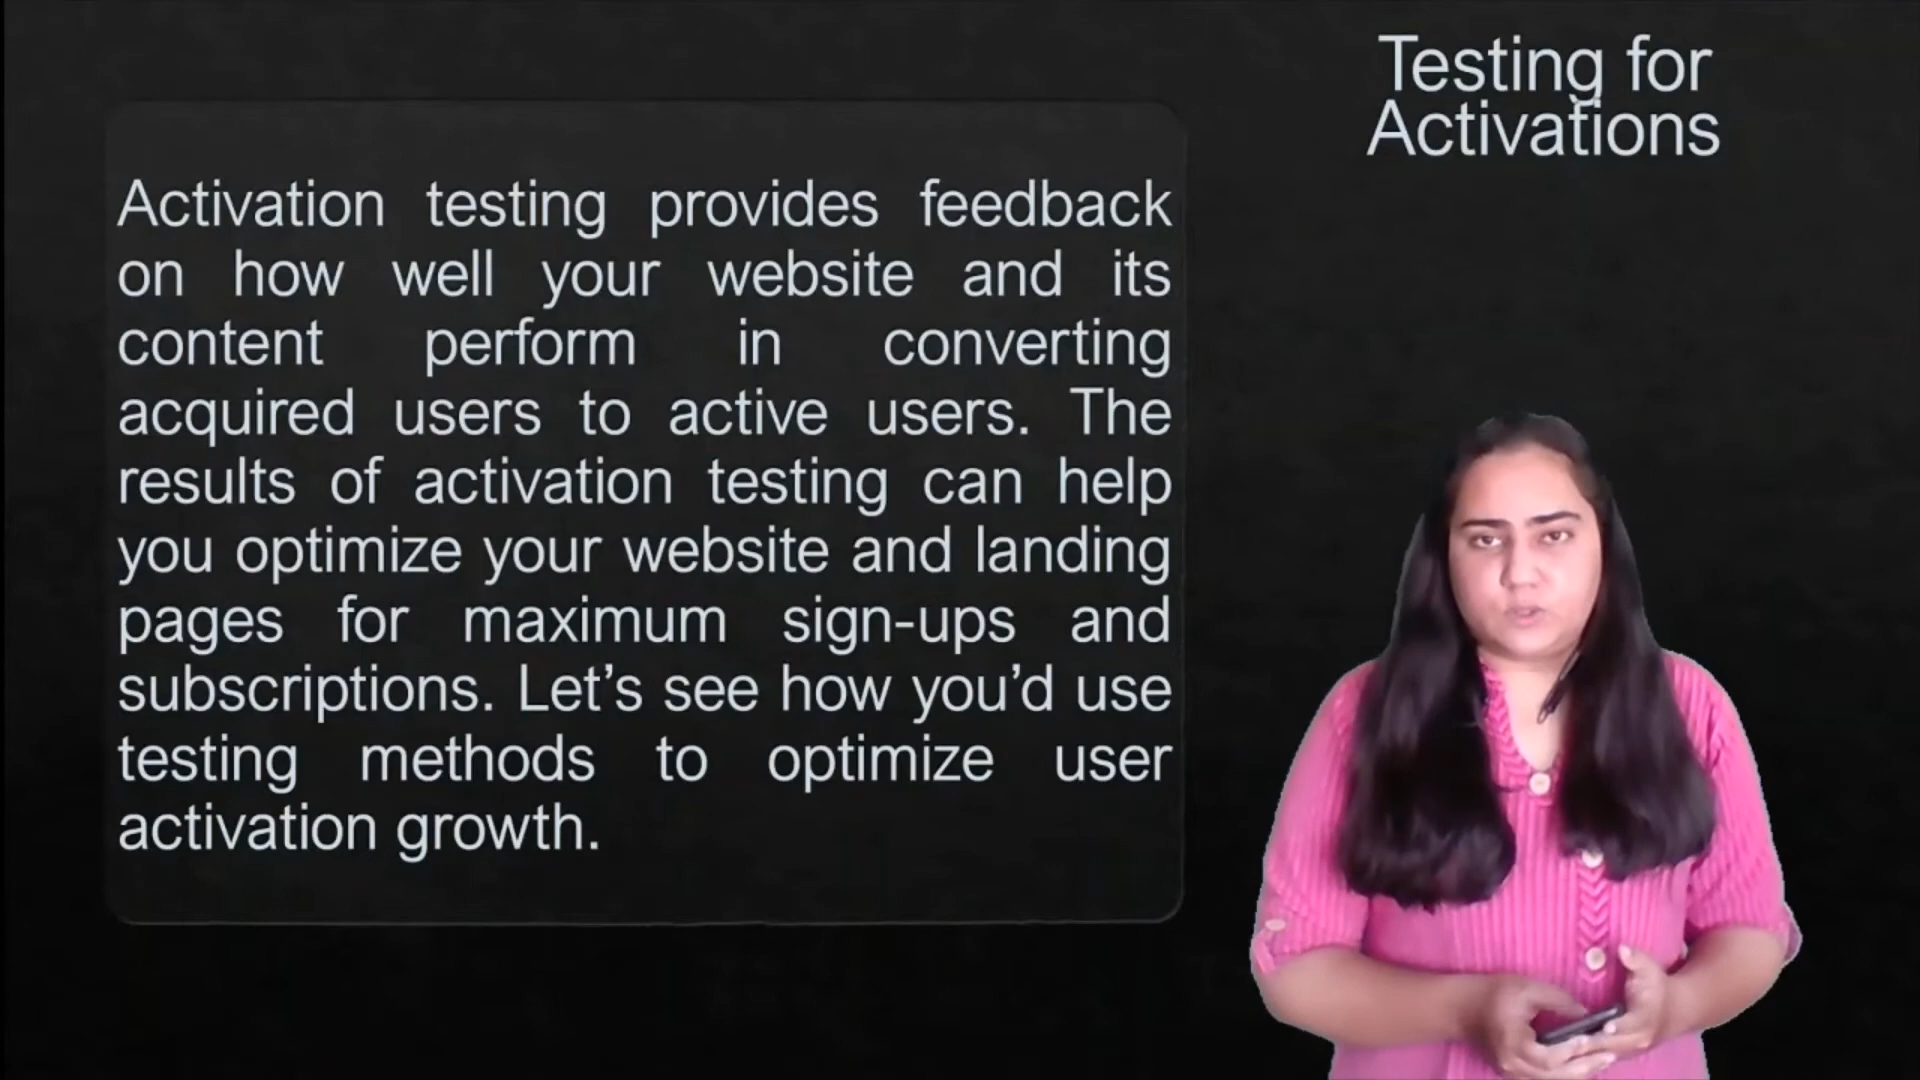 Testing for
Activations
Activation testing provides feedback
on how well your website and its
content perform in converting
acquired users to active users. The
results of activation testing can help
you optimize your website and landing
pages for maximum sign-ups and
subscriptions. Let’s see how you’d use
testing methods to optimize user
activation growth.